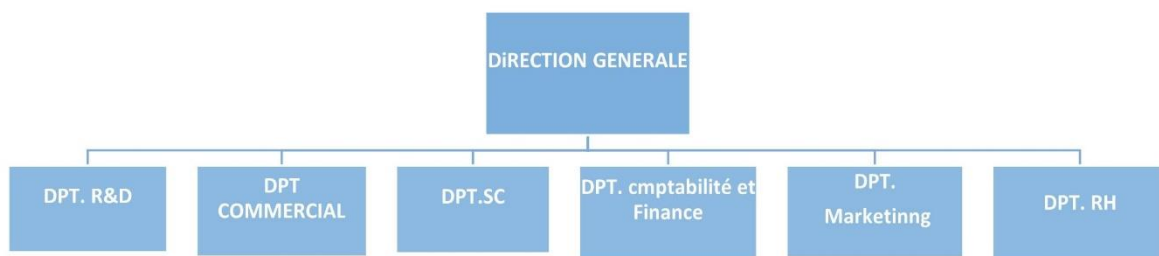 DiRECTION GENERALE
DPT. R&D
DPT
COMMERCIAL
DPT.SC
DPT. cmptabilité et
Finance
DPT.
Marketinng
DPT. RH